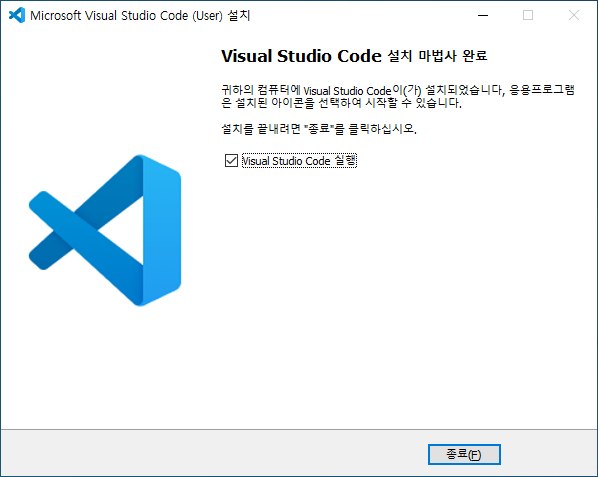 Microsoft Visual Studio Code (User) 설치
Visual Studio Code 설치 마법사 완료
귀하의 컴퓨터에 Visual Studio Code이(가) 설치되었습니다, 응용프로그램
은 설치된 아이콘을 선택하여 시작할 수 있습니다.
설치를 끝내려면 "종료"를 클릭하십시오.
Visual Studio Code 실행
종료(F)